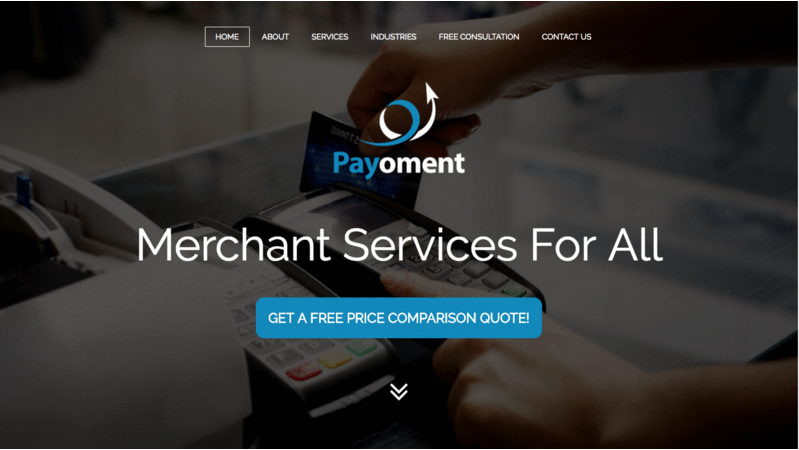 HOME ABOUT SERVICES INDUSTRIES FREE CONSULTATION CONTACT US
Payoment
Merchant Services For All
GET A FREE PRICE COMPARISON QUOTE!